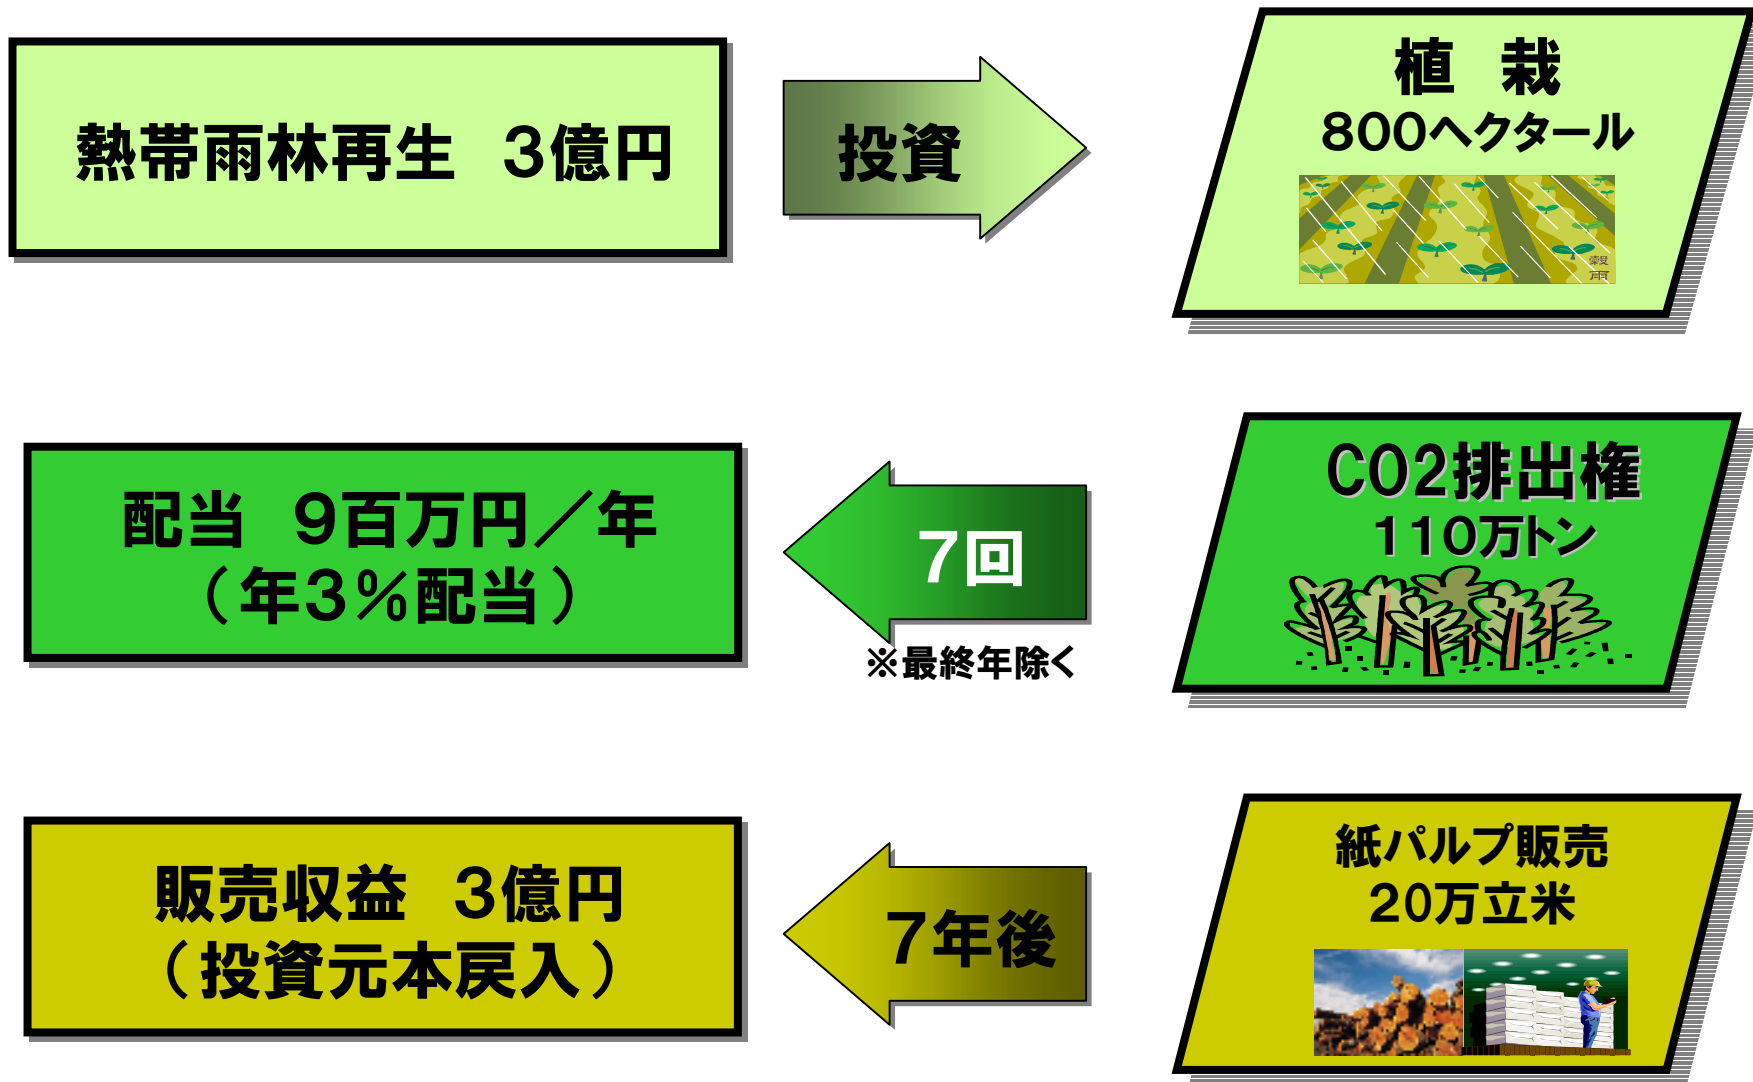 熱帯雨林再生　３億円
投資
植　栽
８００ヘクタール
穀
雨
配当　９百万円／年
（年３％配当）
７回
※最終年除く
ＣＯ２排出権
１１０万トン
販売収益　３億円
（投資元本戻入）
７年後
紙パルプ販売
２０万立米